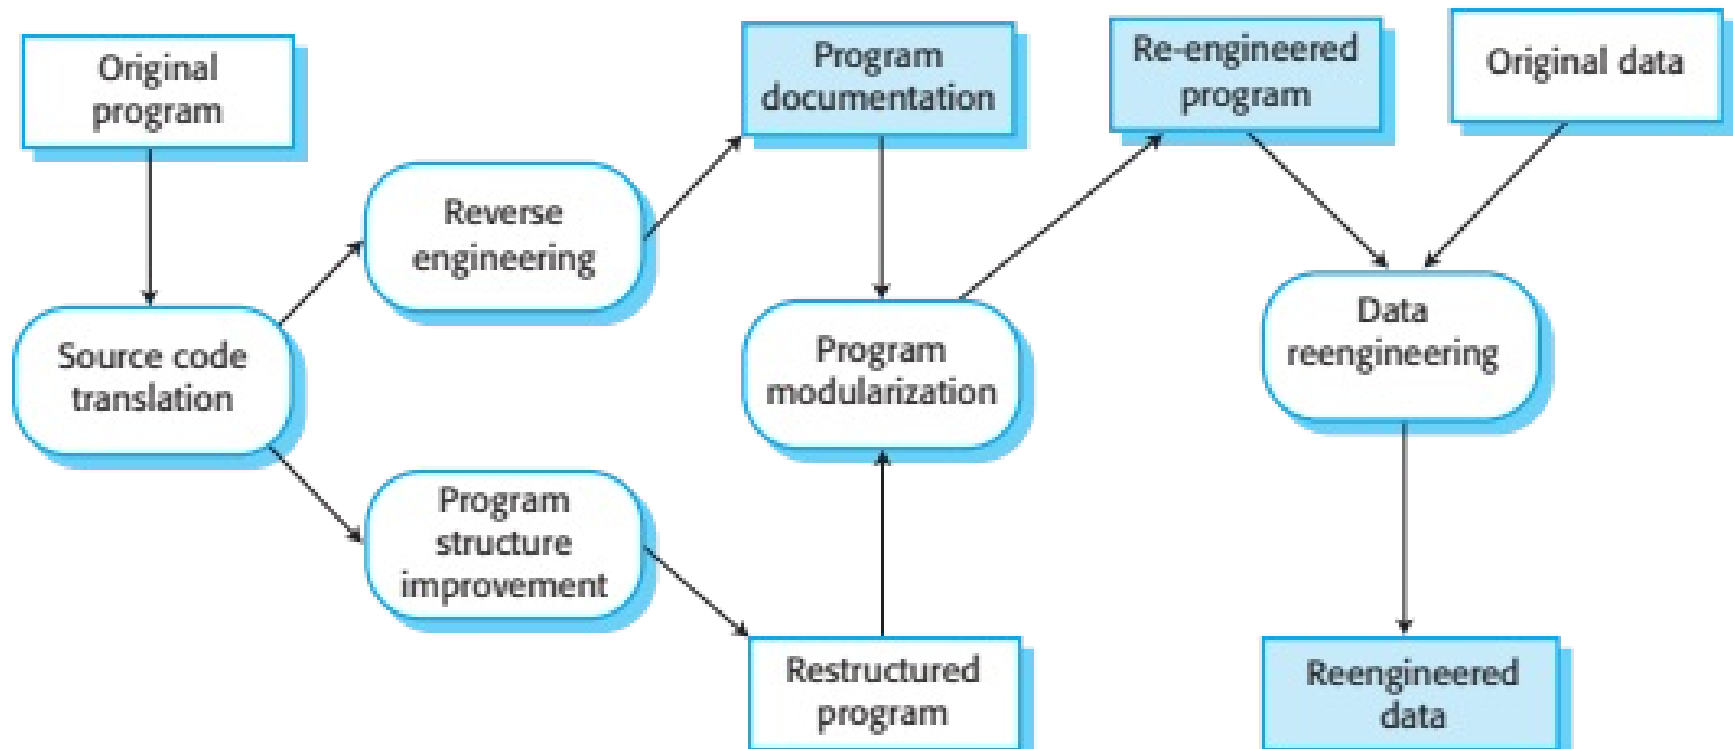 Original
program
Program
documentation
Re-engineered
program
Original data
Reverse
engineering
Source code
translation
Program
modularization
Data
reengineering
Program
structure
improvement
Restructured
program
Reengineered
data